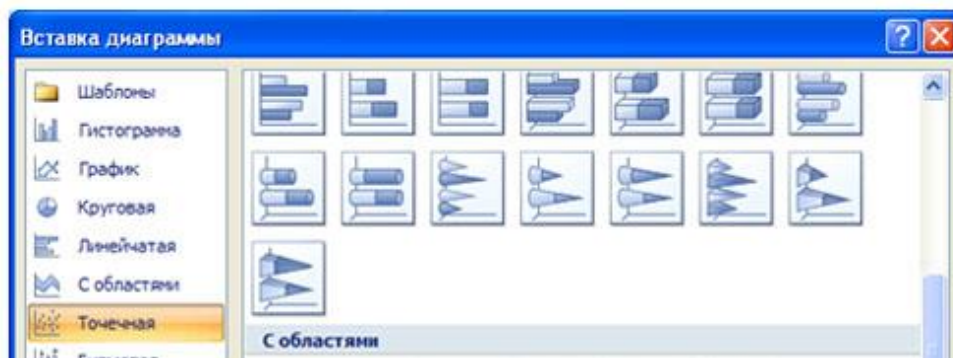 Вставка диаграммы
Шаблоны
Гистограмма
График
Круговая
Линейчатая
С областями
Точечная
С областями